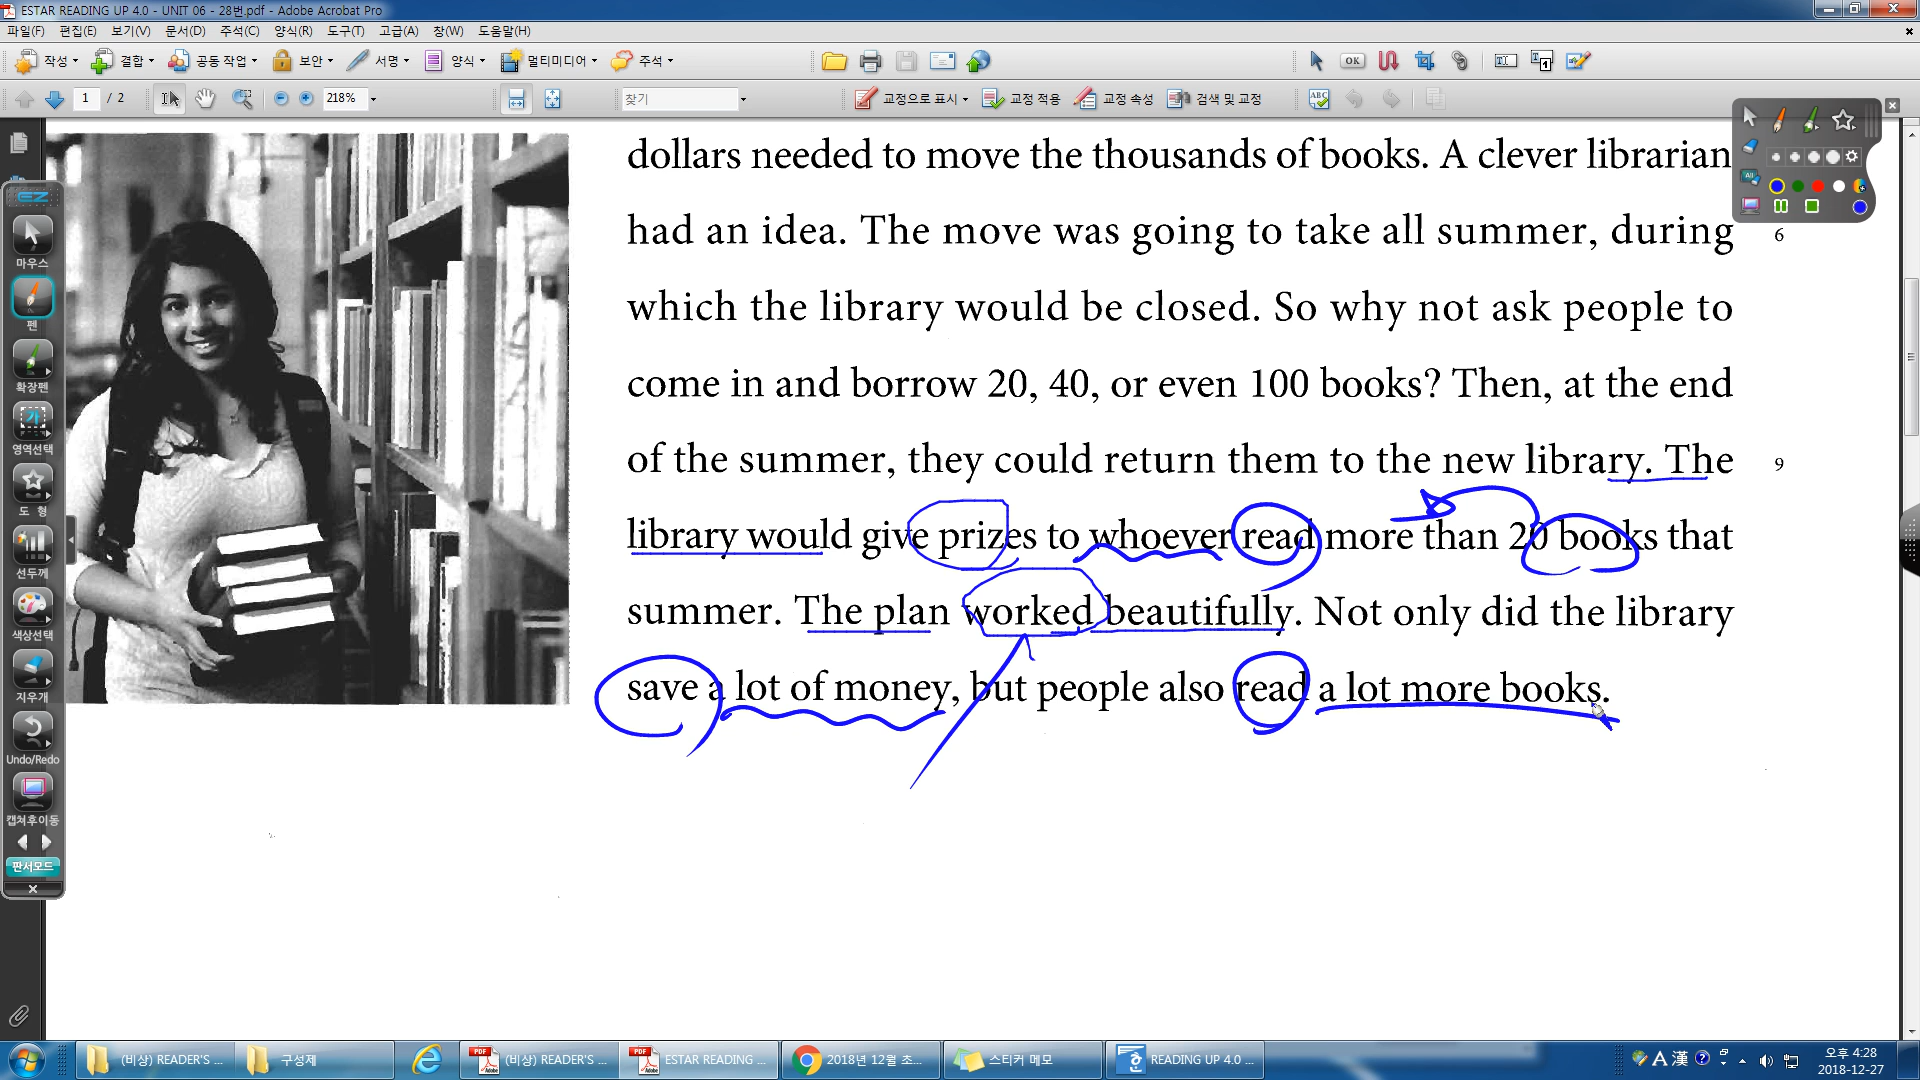 ESTAR READING UP 4.0 - UNIT 06 - 28번.pdf - Adobe Acrobat Pro
파일(F) 편집(E) 보기(V) 문서(D) 주석(C) 양식(R) 도구(T) 고급(A) 창(W) 도움말(H)
작성 결합 공동 작업 보안 서명 양식 멀티미디어 주석 OK
1 / 2 218% 찾기 교정으로 표시 교정 적용 교정 속성 검색 및 교정 ABC
dollars needed to move the thousands of books. A clever librarian
had an idea. The move was going to take all summer, during 6
which the library would be closed. So why not ask people to
come in and borrow 20, 40, or even 100 books? Then, at the end
of the summer, they could return them to the new library. The 9
library would give prizes to whoever read more than 20 books that
summer. The plan worked beautifully. Not only did the library
save a lot of money, but people also read a lot more books.
EZ
마우스
펜
확장펜
가
영역선택
도 형
선두께
색상선택
지우개
Undo/Redo
캡쳐후이동
판서모드
All
(비상) READER'S ... 구성제 (비상) READER'S ... ESTAR READING ... 2018년 12월 초... 스티커 메모 READING UP 4.0 ... A 漢 오후 4:28
2018-12-27